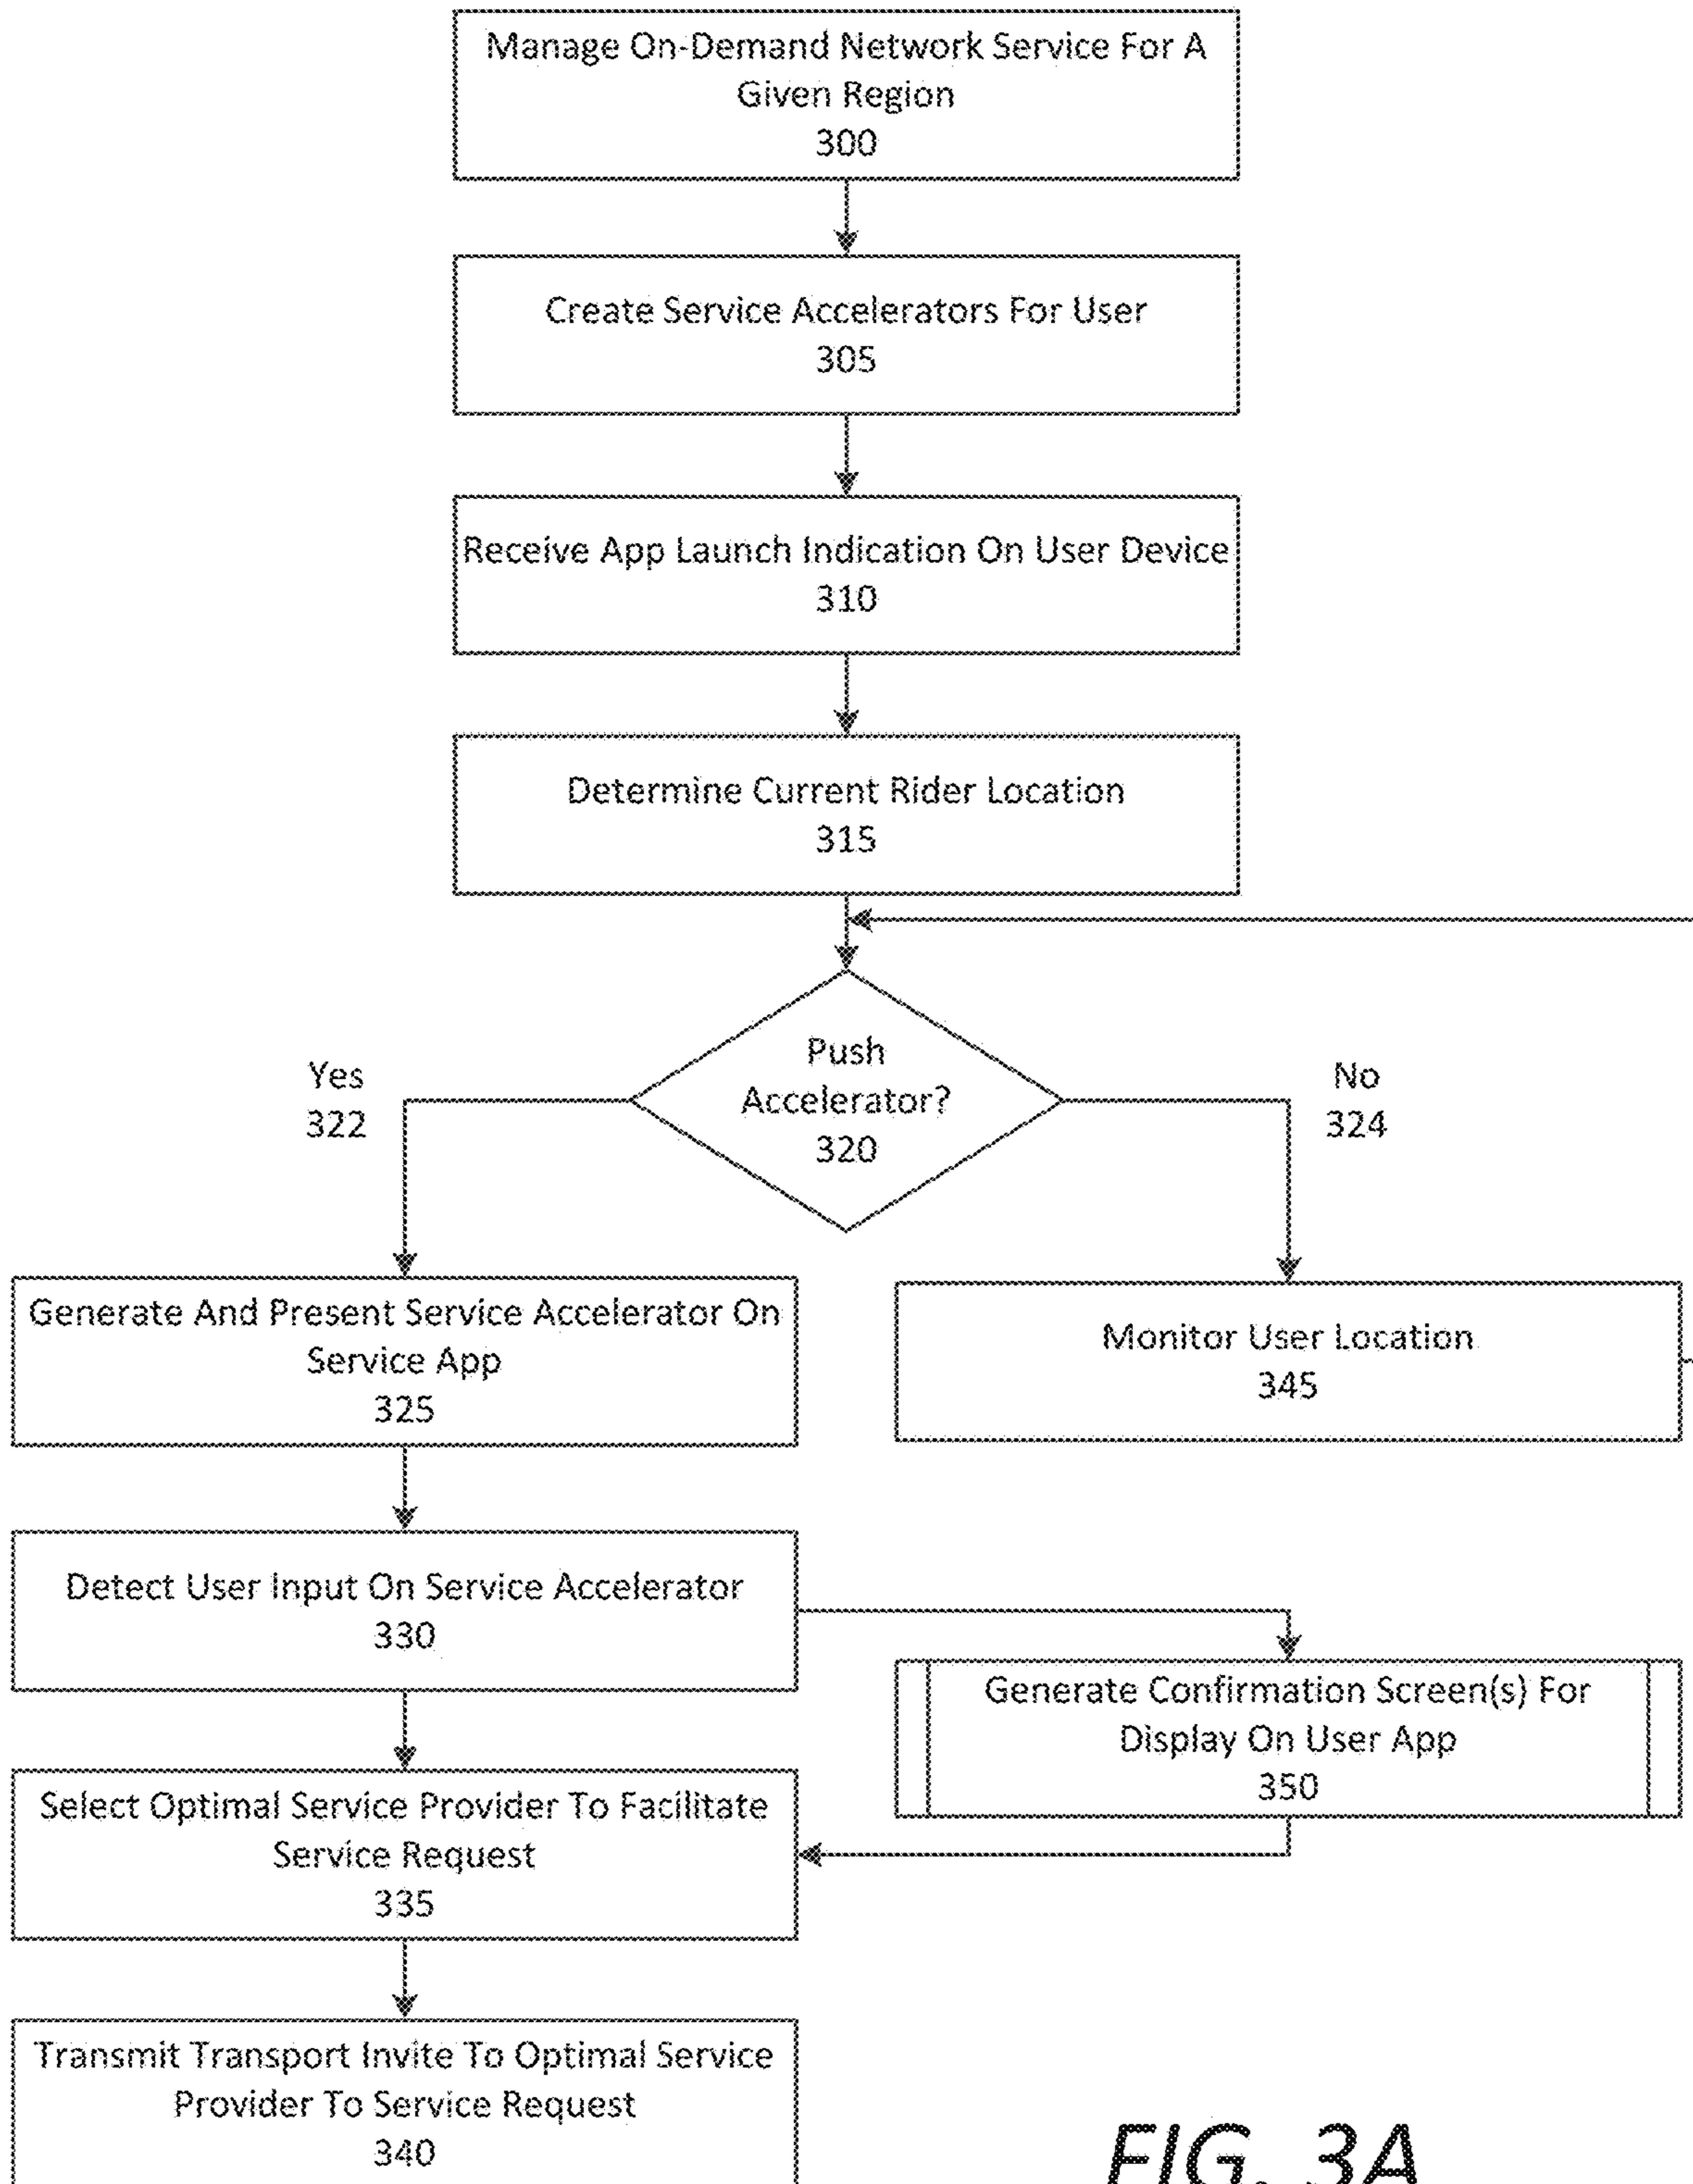 Manage On-Demand Network Service For A
Given Region
300
Create Service Accelerators For User
305
Receive App Launch Indication On User Device
310
Determine Current Rider Location
315
Push
Accelerator?
320
Yes
322
No
324
Generate And Present Service Accelerator On
Service App
325
Monitor User Location
345
Detect User Input On Service Accelerator
330
Generate Confirmation Screen(s) For
Display On User App
350
Select Optimal Service Provider To Facilitate
Service Request
335
Transmit Transport Invite To Optimal Service
Provider To Service Request
340
FIG. 3A